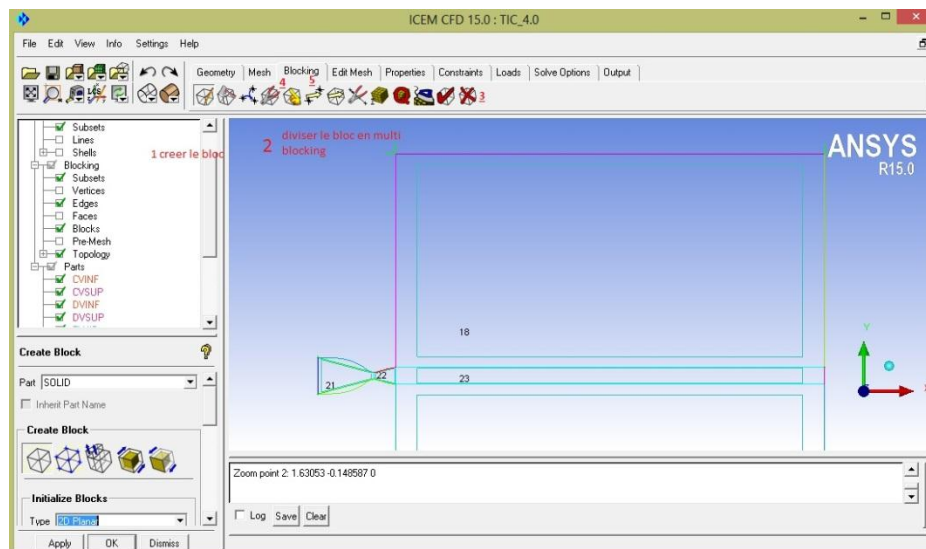 ICEM CFD 15.0 : TIC_4.0
File Edit View Info Settings Help
Geometry Mesh Blocking Edit Mesh Properties Constraints Loads Solve Options Output
4
5
3
Subsets
Lines
Shells
Blocking
Subsets
Vertices
Edges
Faces
Blocks
Pre-Mesh
Topology
Parts
CVINF
CVSUP
DVINF
DVSUP
1 creer le bloc
2 diviser le bloc en multi
blocking
ANSYS
R15.0
18
21
22
23
Y
Create Block
Part SOLID
Inherit Part Name
Create Block
Initialize Blocks
Type 2D Planar
Apply OK Dismiss
Zoom point 2: 1.63053 -0.148587 0
Log Save Clear